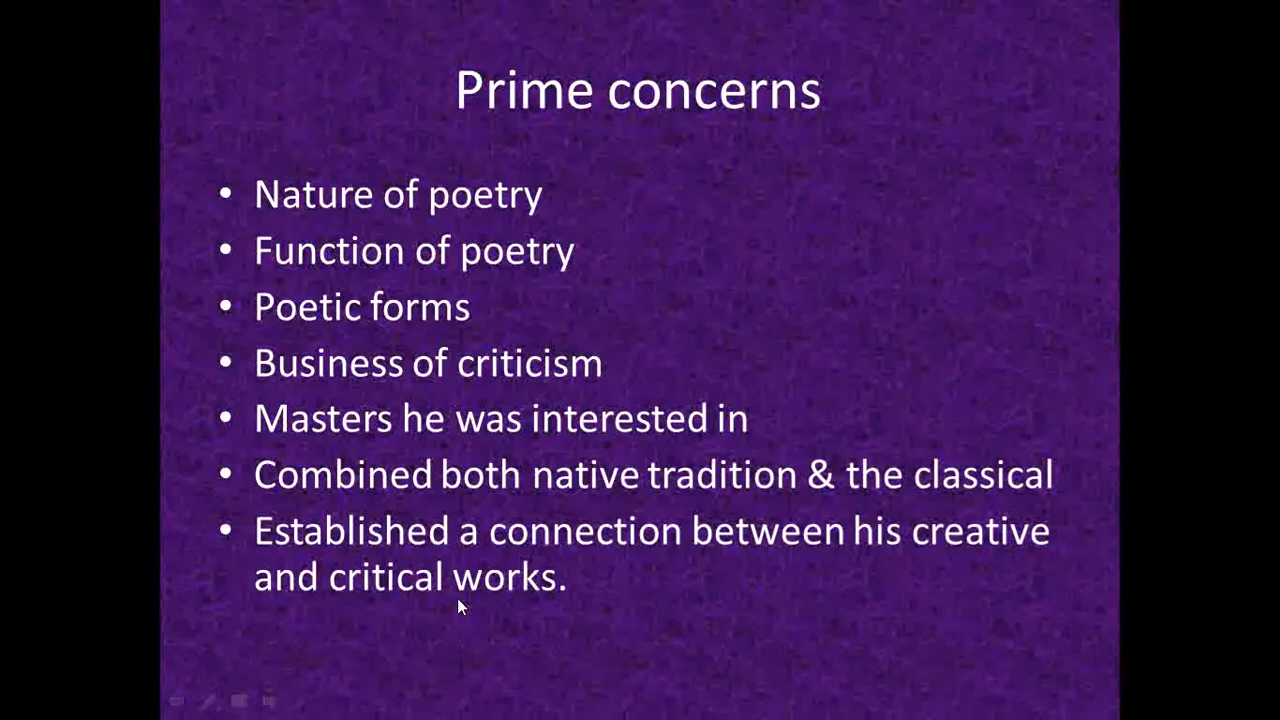 Prime concerns
• Nature of poetry
• Function of poetry
• Poetic forms
• Business of criticism
• Masters he was interested in
• Combined both native tradition & the classical
• Established a connection between his creative
and critical works.